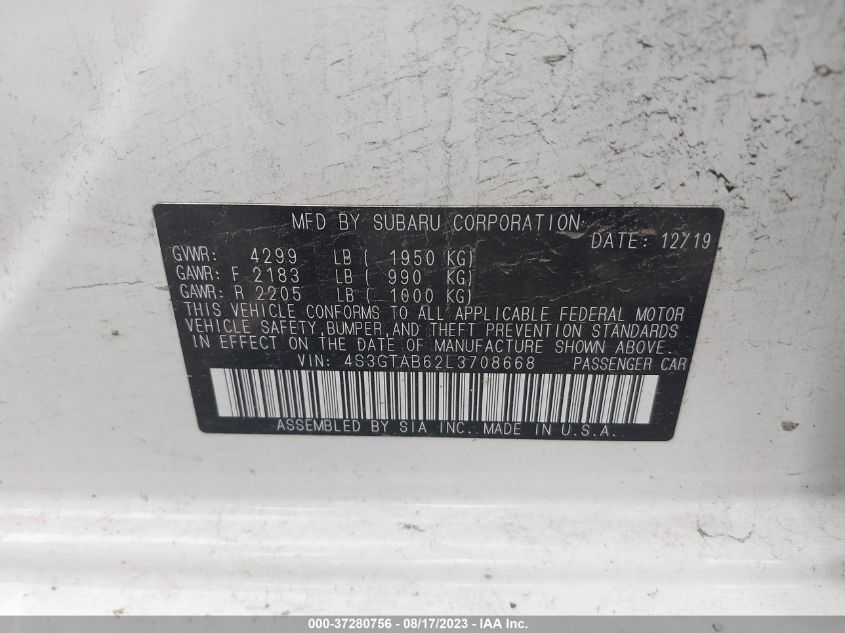 MFD BY SUBARU CORPORATION
DATE: 12/19
GVWR: 4299 LB ( 1950 KG)
GAWR: F 2183 LB ( 990 KG)
GAWR: R 2205 LB ( 1000 KG)
THIS VEHICLE CONFORMS TO ALL APPLICABLE FEDERAL MOTOR
VEHICLE SAFETY,BUMPER,AND THEFT PREVENTION STANDARDS
IN EFFECT ON THE DATE OF MANUFACTURE SHOWN ABOVE.
VIN: 4S3GTAB62L3708668 PASSENGER CAR
ASSEMBLED BY SIA INC. MADE IN U.S.A.
000-37280756 - 08/17/2023 - IAA Inc.